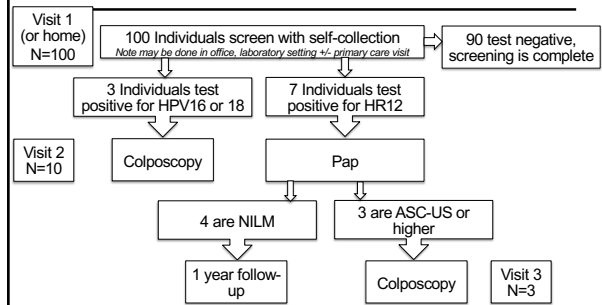 Visit 1
(or home)
N=100
100 Individuals screen with self-collection
Note may be done in office, laboratory setting +/- primary care visit
90 test negative,
screening is complete
3 Individuals test
positive for HPV16 or 18
7 Individuals test
positive for HR12
Visit 2
N=10
Colposcopy
Pap
4 are NILM
3 are ASC-US or
higher
1 year follow-
up
Colposcopy
Visit 3
N=3